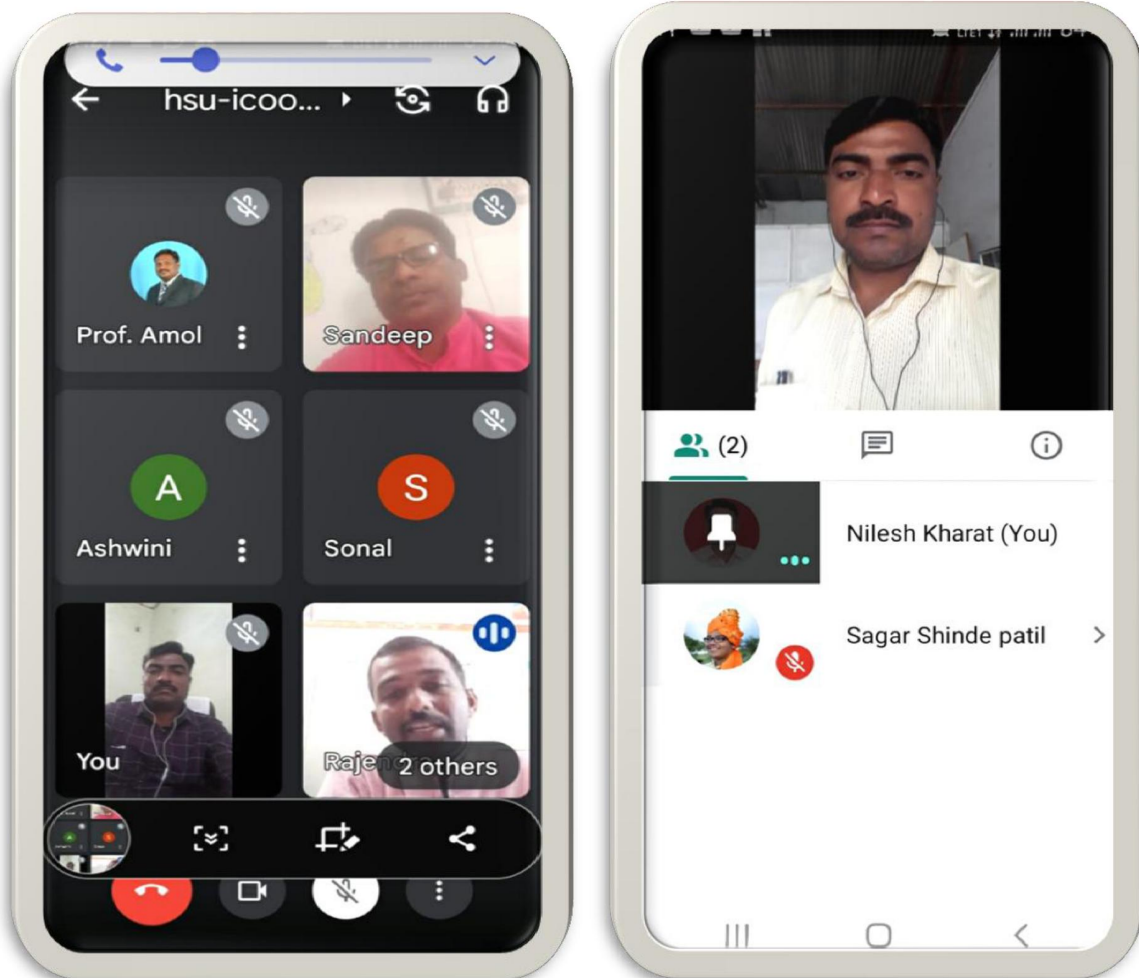 hsu-icoo...
Prof. Amol
Sandeep
A
Ashwini
S
Sonal
You
2 others
(2)
Nilesh Kharat (You)
Sagar Shinde patil